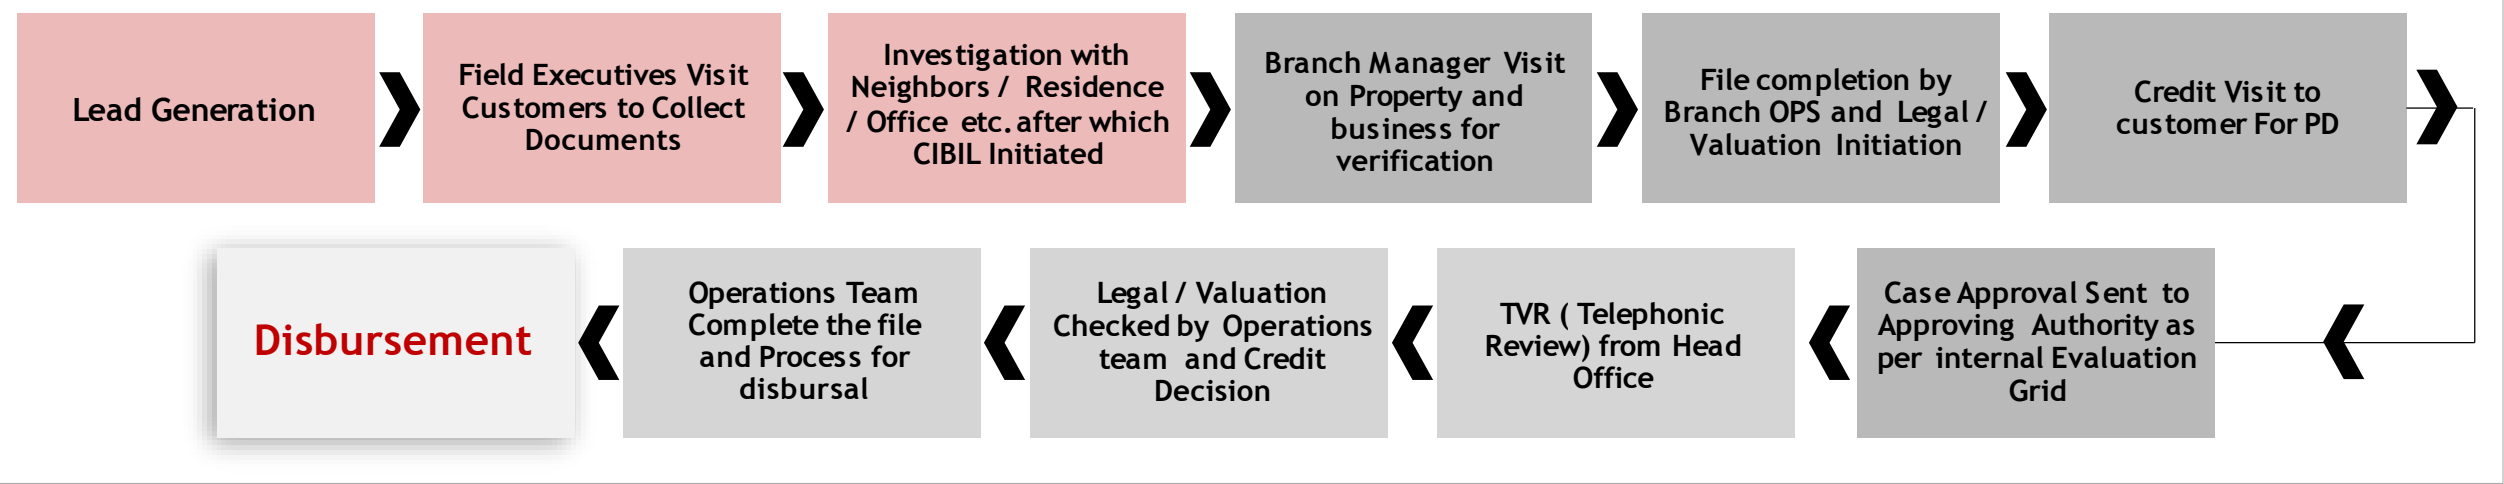 Lead Generation
Field Executives Visit
Customers to Collect
Documents
Investigation with
Neighbors / Residence
/ Office etc. after which
CIBIL Initiated
Branch Manager Visit
on Property and
business for
verification
File completion by
Branch OPS and Legal /
Valuation Initiation
Credit Visit to
customer For PD
Case Approval Sent to
Approving Authority as
per internal Evaluation
Grid
TVR ( Telephonic
Review) from Head
Office
Legal / Valuation
Checked by Operations
team and Credit
Decision
Operations Team
Complete the file
and Process for
disbursal
Disbursement